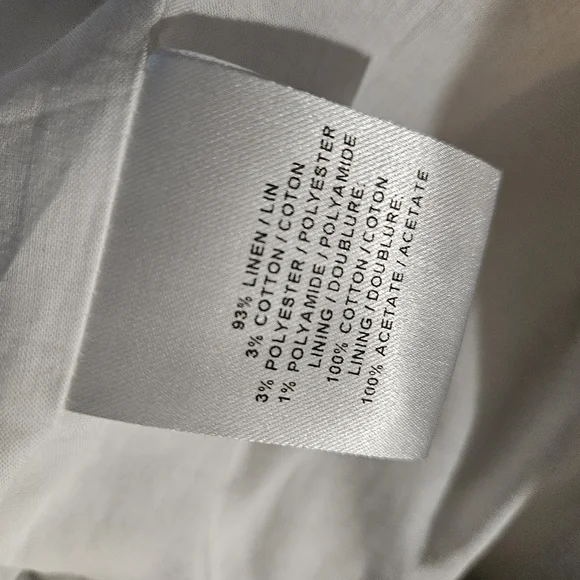 93% LINEN / LIN
3% COTTON / COTON
3% POLYESTER / POLYESTER
1% POLYAMIDE / POLYAMIDE
LINING / DOUBLURE:
100% COTTON / COTON
LINING / DOUBLURE:
100% ACETATE / ACETATE